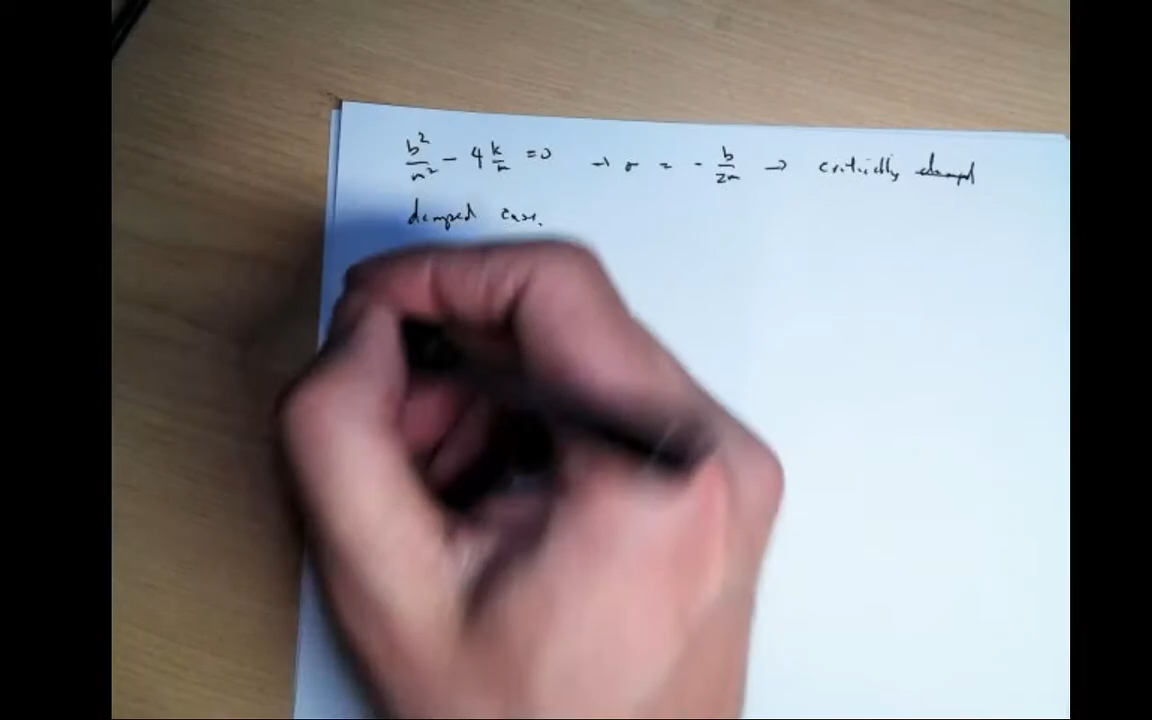 b²/m² - 4 k/m = 0 → r = - b/2m → critically damped
damped case.